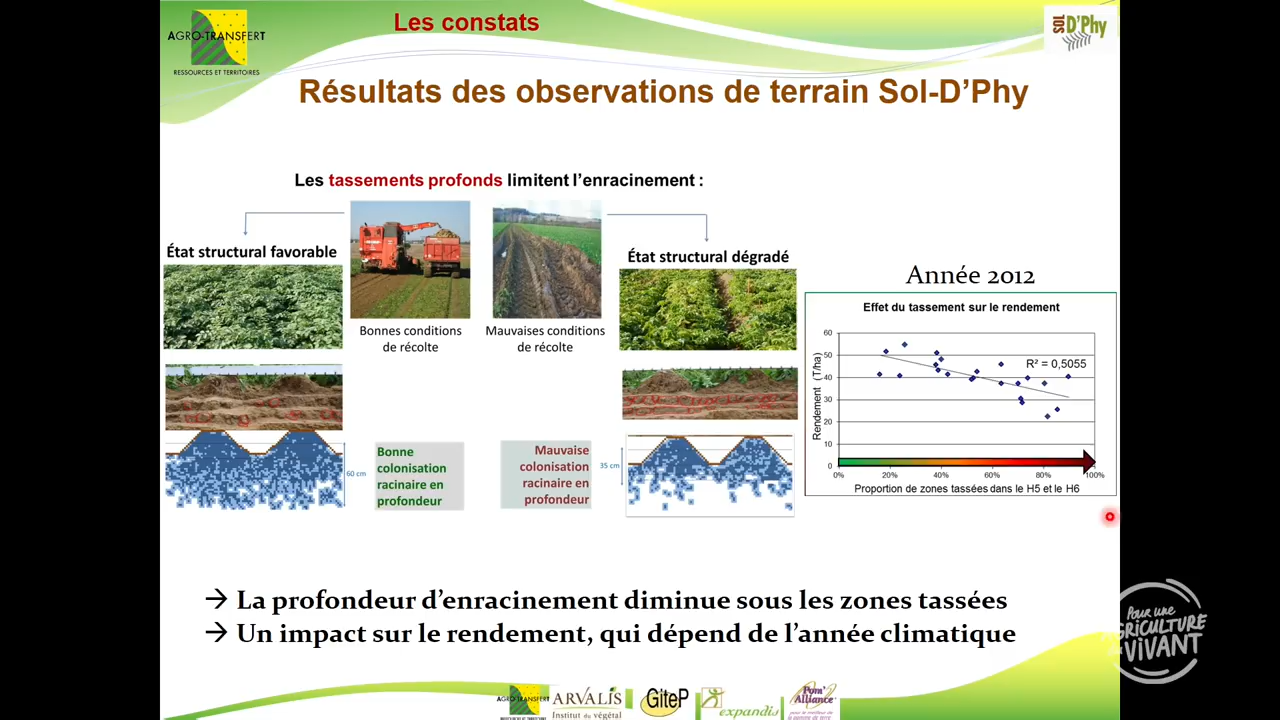 Les constats
AGRO-TRANSFERT
RESSOURCES ET TERRITOIRES
SOL D'Phy
Résultats des observations de terrain Sol-D'Phy
Les tassements profonds limitent l'enracinement :
État structural favorable
Bonnes conditions
de récolte
Mauvaises conditions
de récolte
État structural dégradé
60 cm
Bonne
colonisation
racinaire en
profondeur
Mauvaise
colonisation
racinaire en
profondeur
35 cm
Année 2012
Effet du tassement sur le rendement
Rendement (T/ha)
60
50
40
30
20
10
0
R² = 0,5055
0% 20% 40% 60% 80% 100%
Proportion de zones tassées dans le H5 et le H6
→ La profondeur d'enracinement diminue sous les zones tassées
→ Un impact sur le rendement, qui dépend de l'année climatique
AGRO-TRANSFERT
ARVALIS
Institut du végétal
GITEP
expandis
Pom'
Alliance
POUR UNE
AGRICULTURE
DU VIVANT